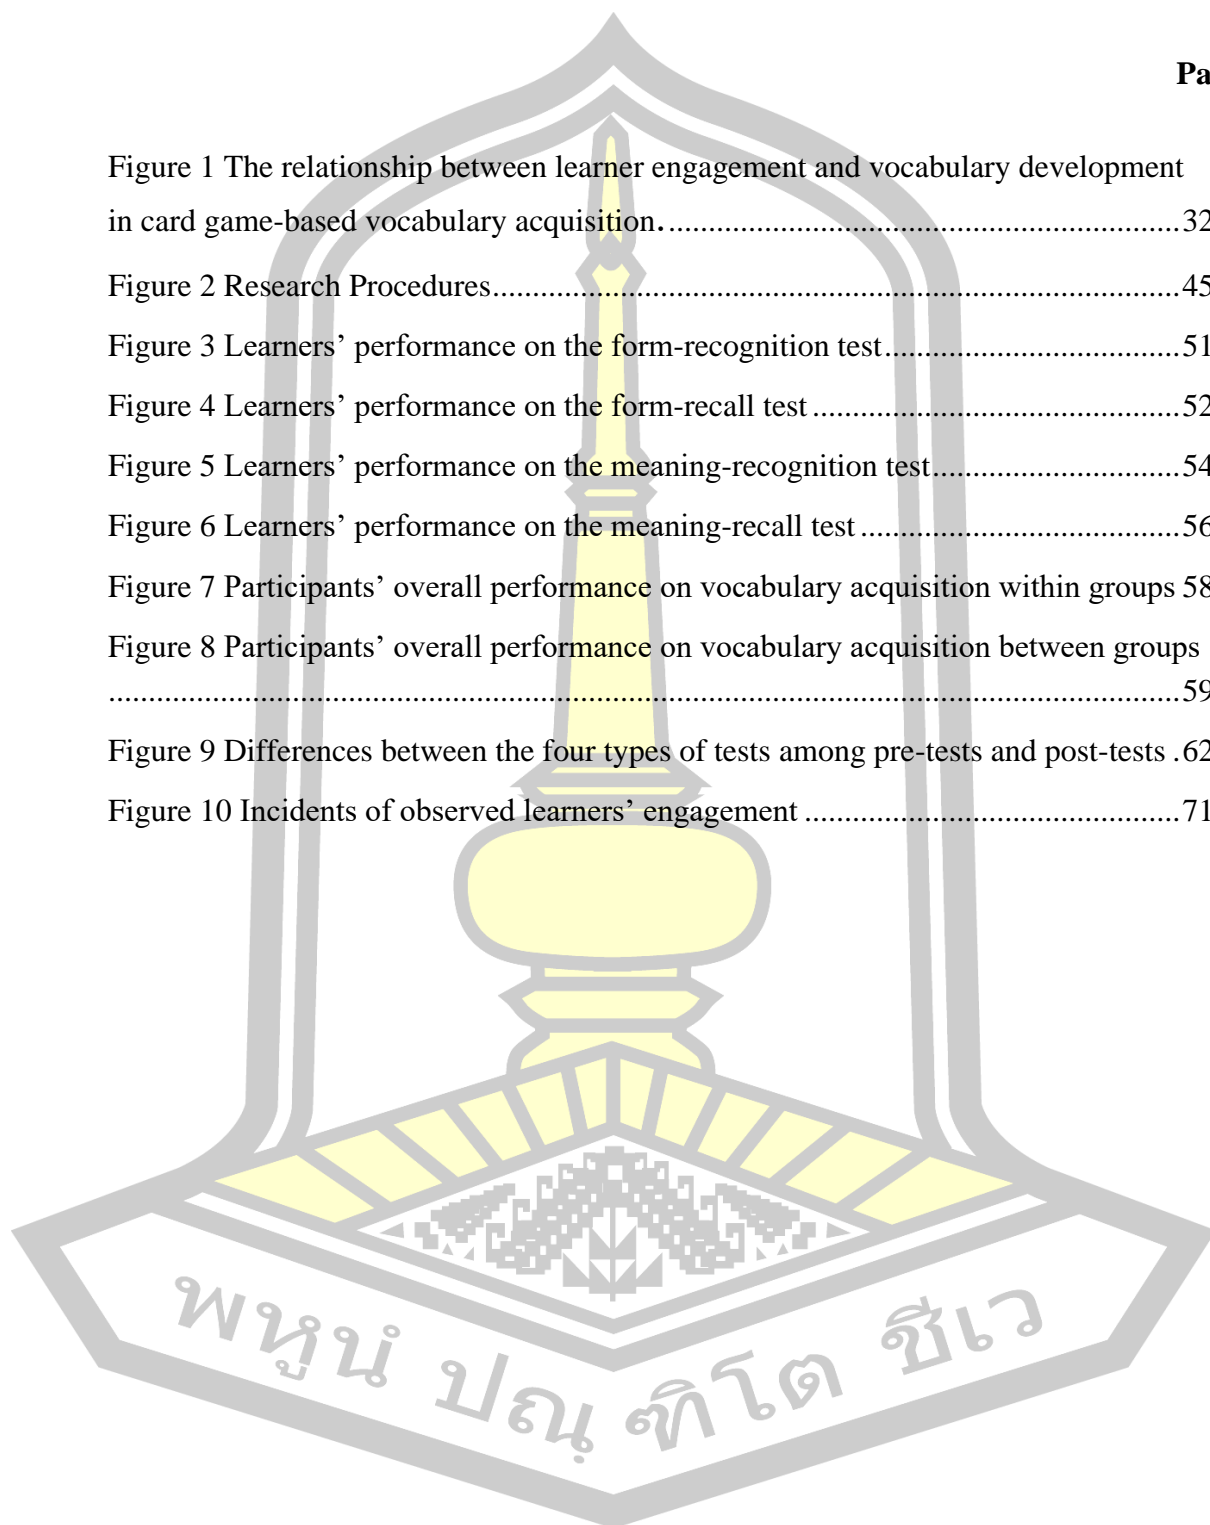 Pa
Figure 1 The relationship between learner engagement and vocabulary development
in card game-based vocabulary acquisition.............................................................................32
Figure 2 Research Procedures.........................................................................................45
Figure 3 Learners’ performance on the form-recognition test......................................51
Figure 4 Learners’ performance on the form-recall test...............................................52
Figure 5 Learners’ performance on the meaning-recognition test................................54
Figure 6 Learners’ performance on the meaning-recall test.........................................56
Figure 7 Participants’ overall performance on vocabulary acquisition within groups 58
Figure 8 Participants’ overall performance on vocabulary acquisition between groups
.......................................................................................................................................59
Figure 9 Differences between the four types of tests among pre-tests and post-tests .62
Figure 10 Incidents of observed learners’ engagement ................................................71
พหูนํ ปณฺฑิโต ชีเว